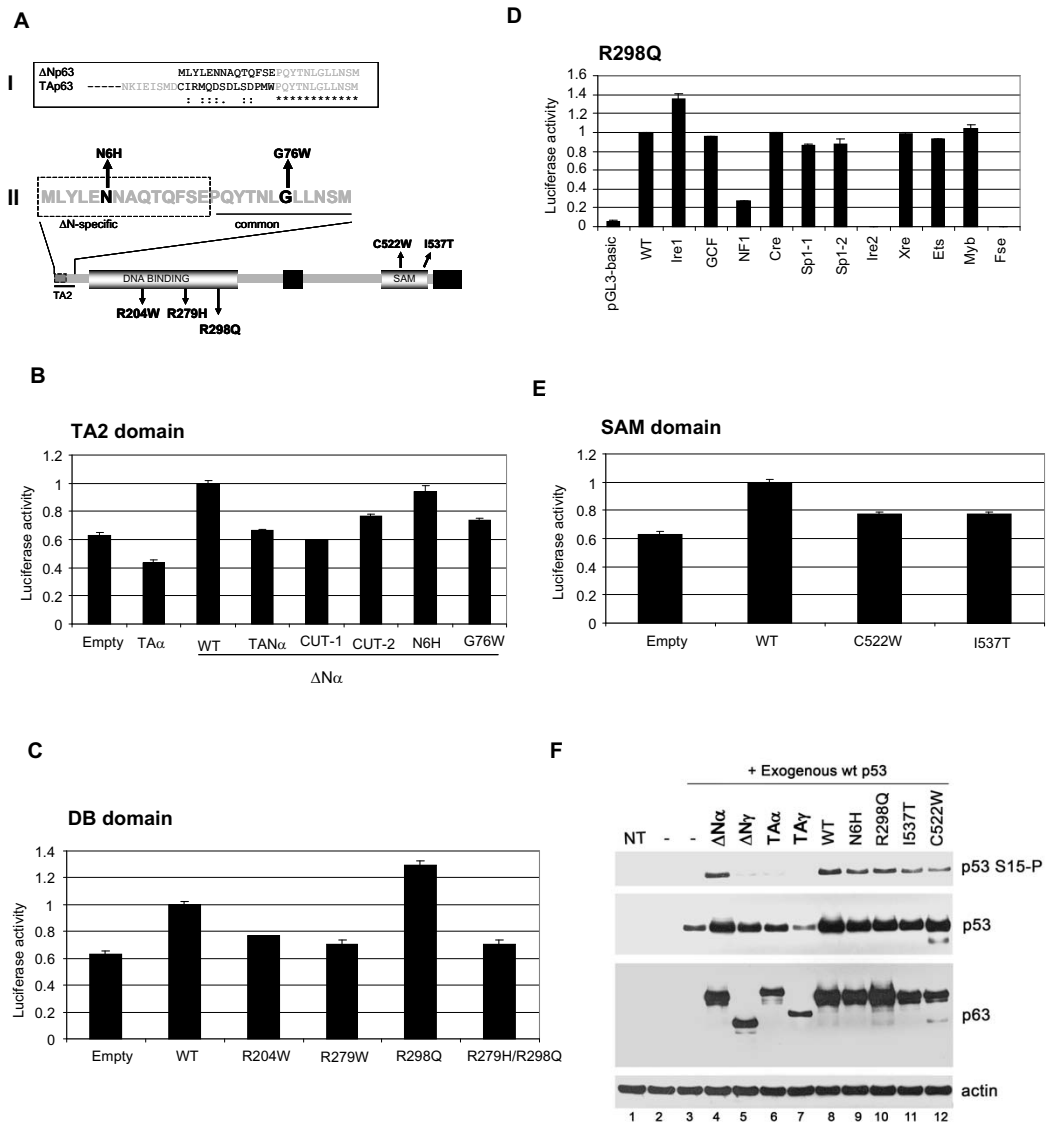 A
I
ΔNp63 MLYLENNAQTQFSEPQYTNLGLLNSM
TAp63 -----NKIEISMDCIRMQDSDLSDPMWPQYTNLGLLNSM
: :::. :: *************
II
N6H G76W
MLYLENNAQTQFSEPQYTNLGLLNSM
ΔN-specific common
C522W I537T
DNA BINDING SAM
TA2
R204W R279H R298Q
B
TA2 domain
Luciferase activity
1.2
1
0.8
0.6
0.4
0.2
0
Empty TAα WT TANα CUT-1 CUT-2 N6H G76W
ΔNα
C
DB domain
Luciferase activity
1.4
1.2
1
0.8
0.6
0.4
0.2
0
Empty WT R204W R279W R298Q R279H/R298Q
D
R298Q
Luciferase activity
1.6
1.4
1.2
1
0.8
0.6
0.4
0.2
0
pGL3-basic WT Ire1 GCF NF1 Cre Sp1-1 Sp1-2 Ire2 Xre Ets Myb Fse
E
SAM domain
Luciferase activity
1.2
1
0.8
0.6
0.4
0.2
0
Empty WT C522W I537T
F
+ Exogenous wt p53
NT - - ΔNα ΔNγ TAα TAγ WT N6H R298Q I537T C522W
p53 S15-P
p53
p63
actin
1 2 3 4 5 6 7 8 9 10 11 12